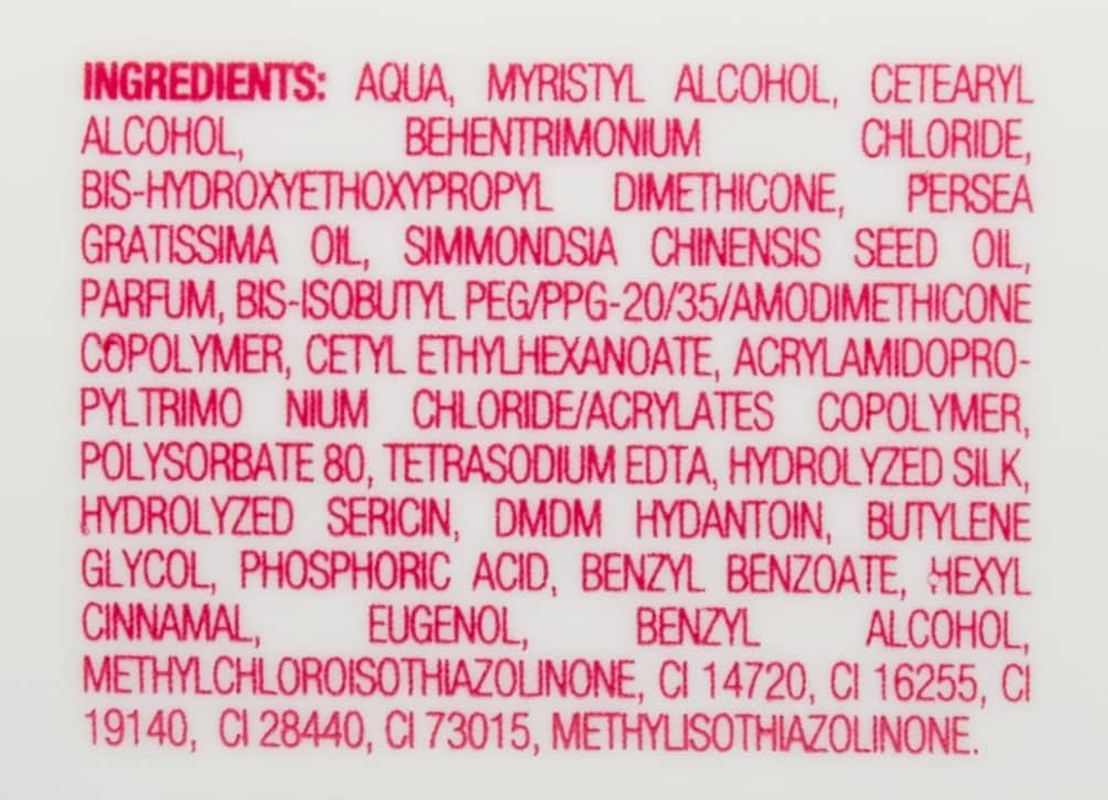 INGREDIENTS: AQUA, MYRISTYL ALCOHOL, CETEARYL
ALCOHOL, BEHENTRIMONIUM CHLORIDE,
BIS-HYDROXYETHOXYPROPYL DIMETHICONE, PERSEA
GRATISSIMA OIL, SIMMONDSIA CHINENSIS SEED OIL,
PARFUM, BIS-ISOBUTYL PEG/PPG-20/35/AMODIMETHICONE
COPOLYMER, CETYL ETHYLHEXANOATE, ACRYLAMIDOPRO-
PYLTRIMO NIUM CHLORIDE/ACRYLATES COPOLYMER,
POLYSORBATE 80, TETRASODIUM EDTA, HYDROLYZED SILK,
HYDROLYZED SERICIN, DMDM HYDANTOIN, BUTYLENE
GLYCOL, PHOSPHORIC ACID, BENZYL BENZOATE, HEXYL
CINNAMAL, EUGENOL, BENZYL ALCOHOL,
METHYLCHLOROISOTHIAZOLINONE, CI 14720, CI 16255, CI
19140, CI 28440, CI 73015, METHYLISOTHIAZOLINONE.